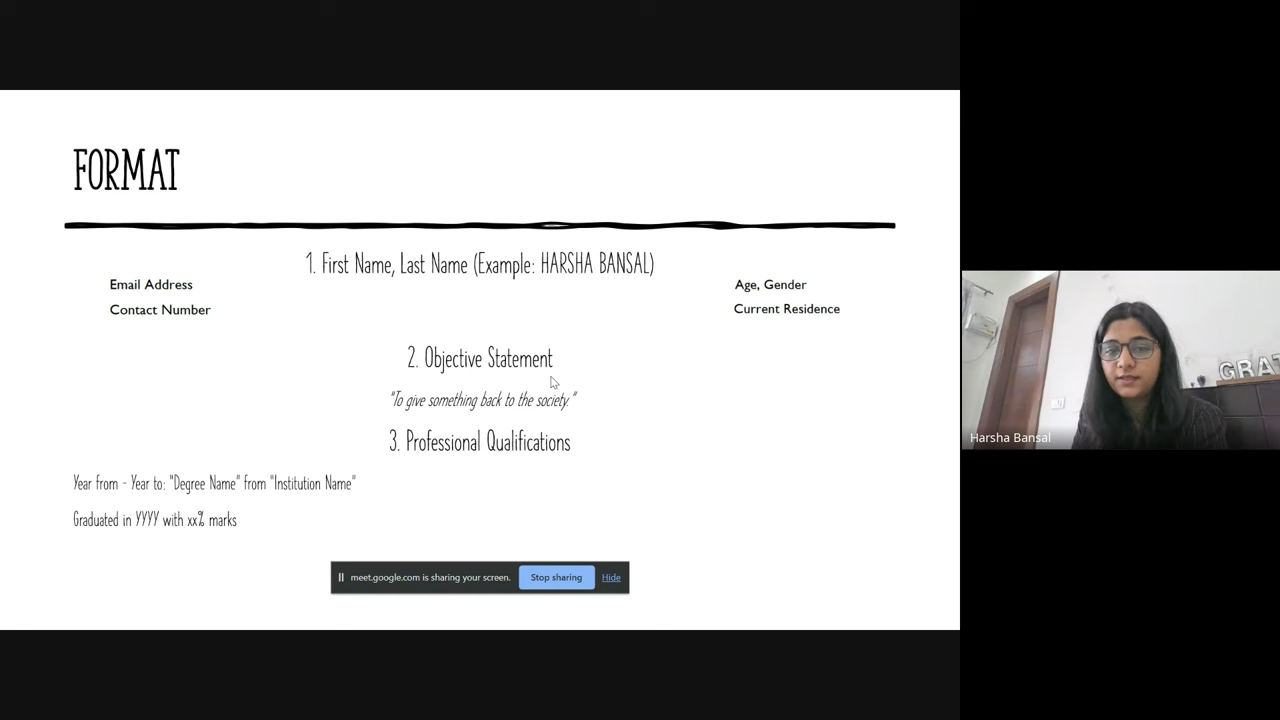 FORMAT
1. First Name, Last Name (Example: HARSHA BANSAL)
Email Address
Age, Gender
Contact Number
Current Residence
2. Objective Statement
"To give something back to the society."
3. Professional Qualifications
Year from - Year to: "Degree Name" from "Institution Name"
Graduated in YYYY with xx% marks
meet.google.com is sharing your screen.
Stop sharing
Hide
GRAT
Harsha Bansal